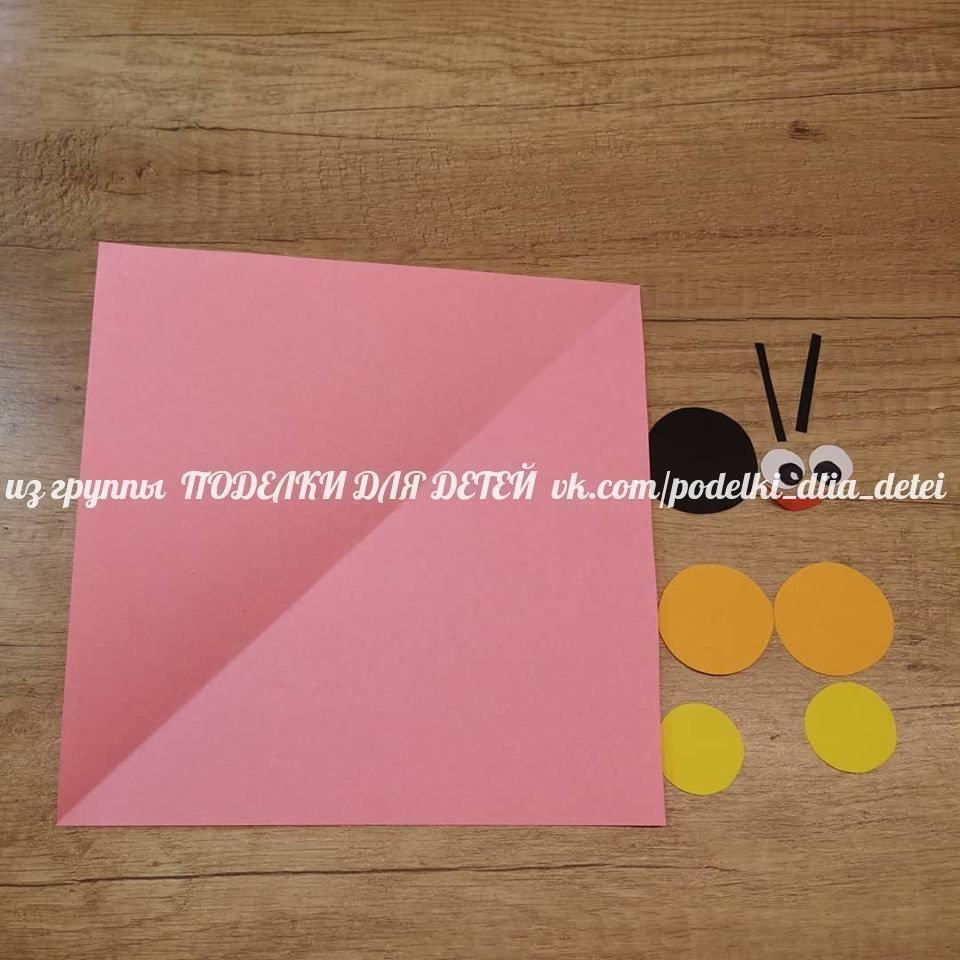 из группы ПОДЕЛКИ ДЛЯ ДЕТЕЙ vk.com/podelki_dlia_detei